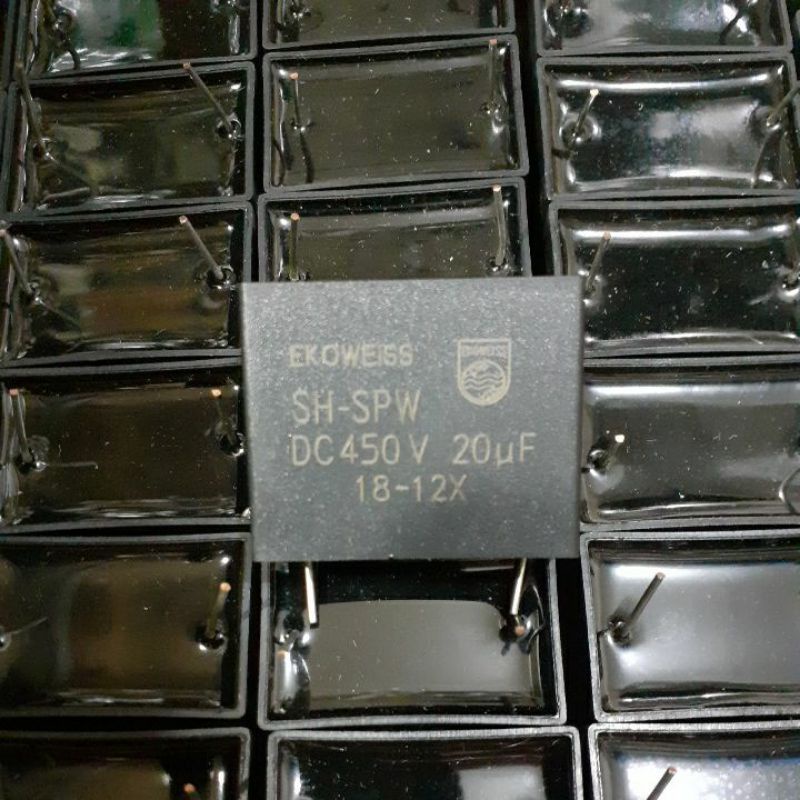 EKOWEISS
SH-SPW
DC450V 20µF
18-12X